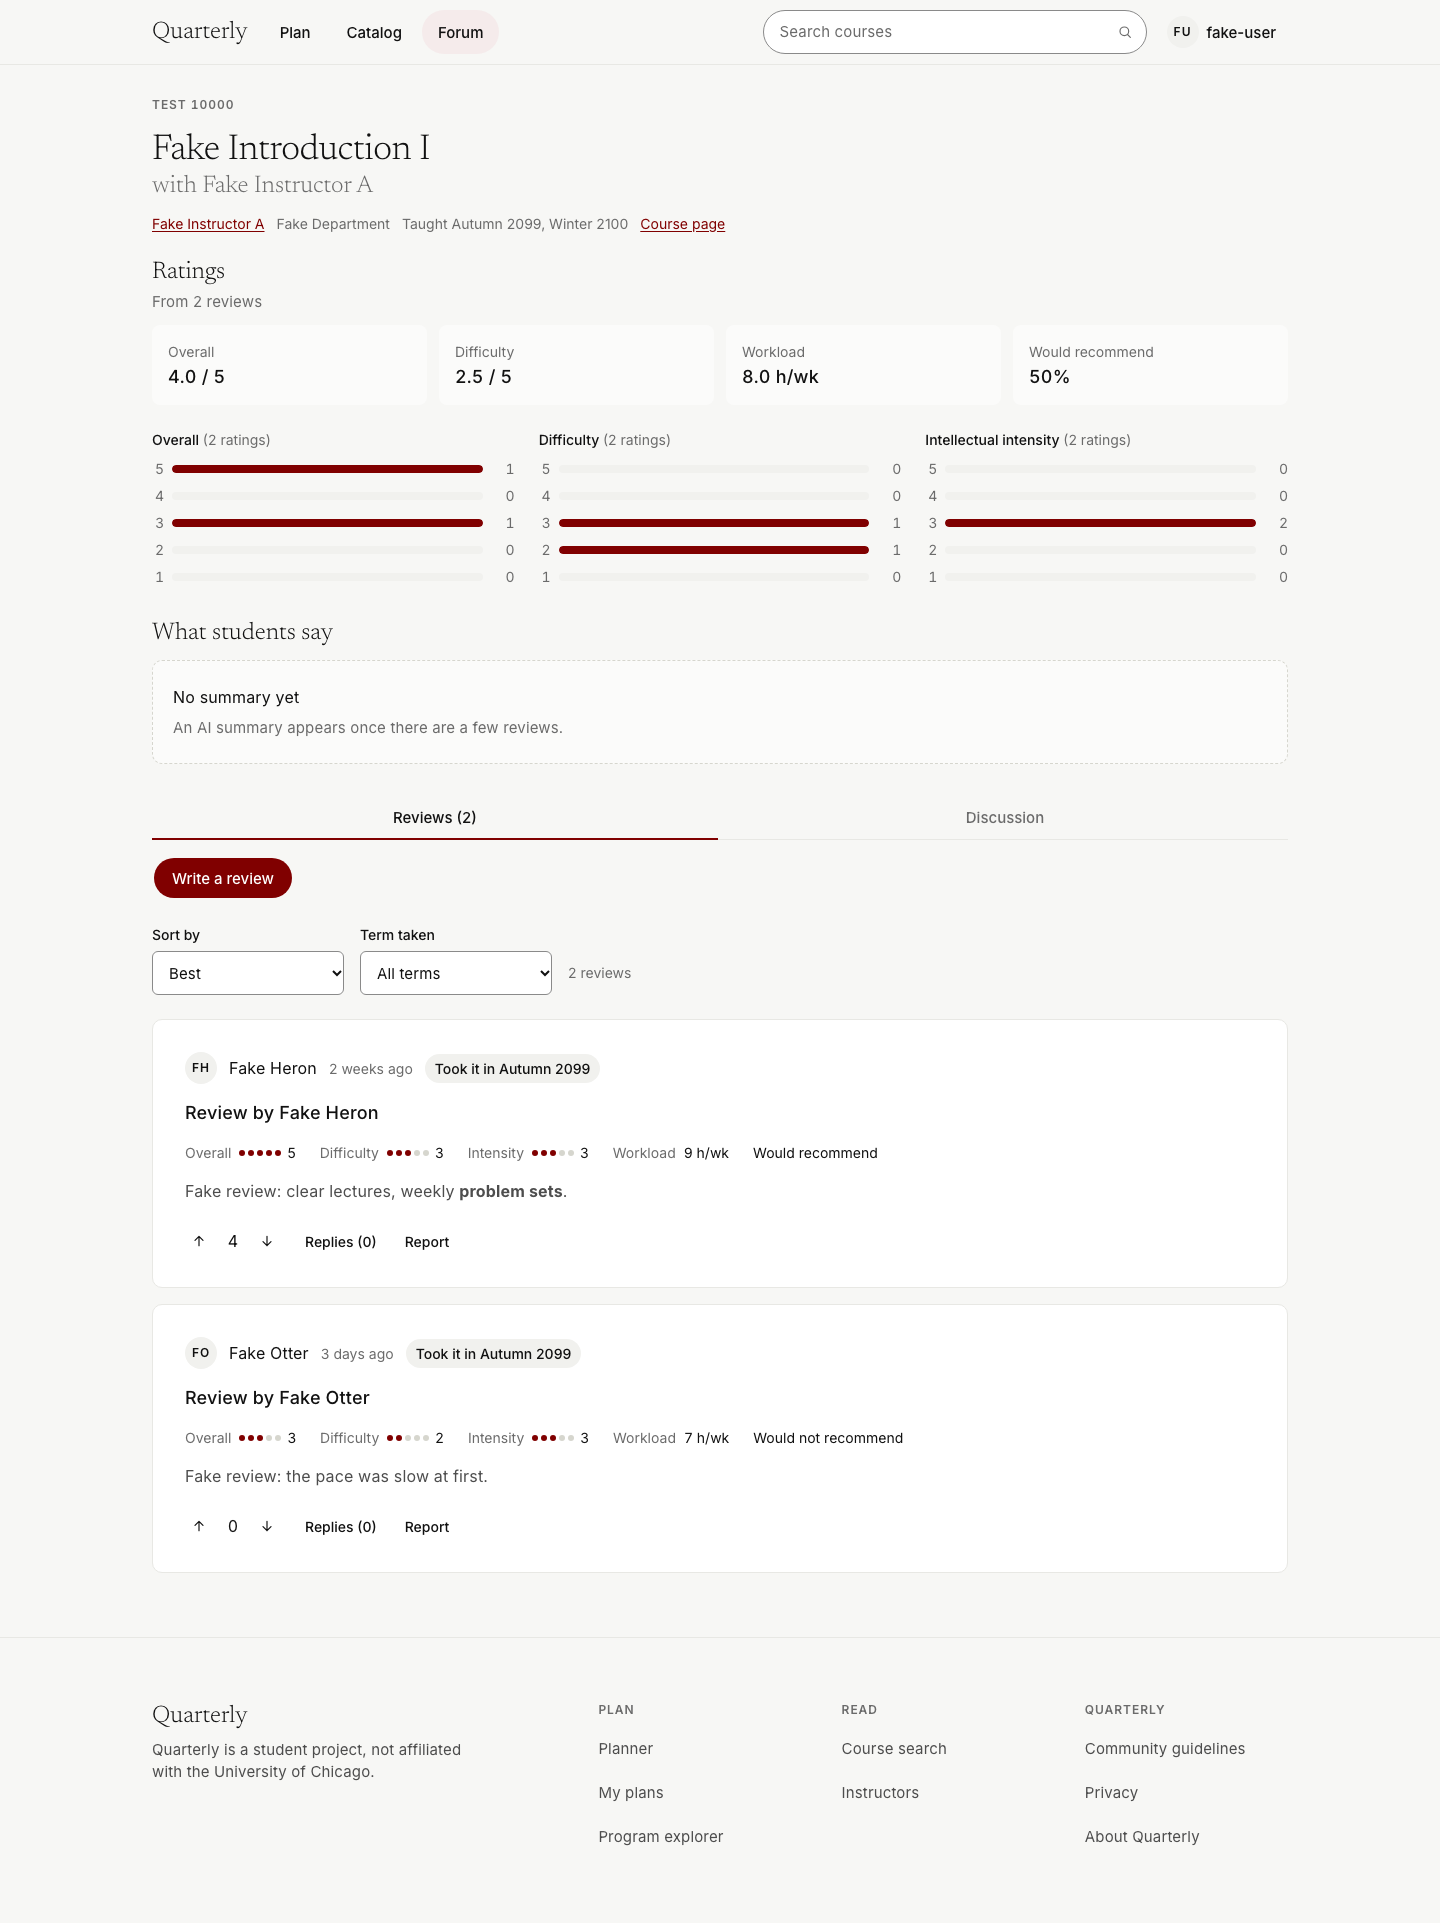 Quarterly Plan Catalog Forum Search courses FU fake-user
TEST 10000
Fake Introduction I
with Fake Instructor A
Fake Instructor A Fake Department Taught Autumn 2099, Winter 2100 Course page
Ratings
From 2 reviews
Overall
4.0 / 5
Difficulty
2.5 / 5
Workload
8.0 h/wk
Would recommend
50%
Overall (2 ratings)
5 1
4 0
3 1
2 0
1 0
Difficulty (2 ratings)
5 0
4 0
3 1
2 1
1 0
Intellectual intensity (2 ratings)
5 0
4 0
3 2
2 0
1 0
What students say
No summary yet
An AI summary appears once there are a few reviews.
Reviews (2) Discussion
Write a review
Sort by
Best
Term taken
All terms
2 reviews
FH Fake Heron 2 weeks ago Took it in Autumn 2099
Review by Fake Heron
Overall 5 Difficulty 3 Intensity 3 Workload 9 h/wk Would recommend
Fake review: clear lectures, weekly problem sets.
↑ 4 ↓ Replies (0) Report
FO Fake Otter 3 days ago Took it in Autumn 2099
Review by Fake Otter
Overall 3 Difficulty 2 Intensity 3 Workload 7 h/wk Would not recommend
Fake review: the pace was slow at first.
↑ 0 ↓ Replies (0) Report
Quarterly
Quarterly is a student project, not affiliated
with the University of Chicago.
PLAN
Planner
My plans
Program explorer
READ
Course search
Instructors
QUARTERLY
Community guidelines
Privacy
About Quarterly